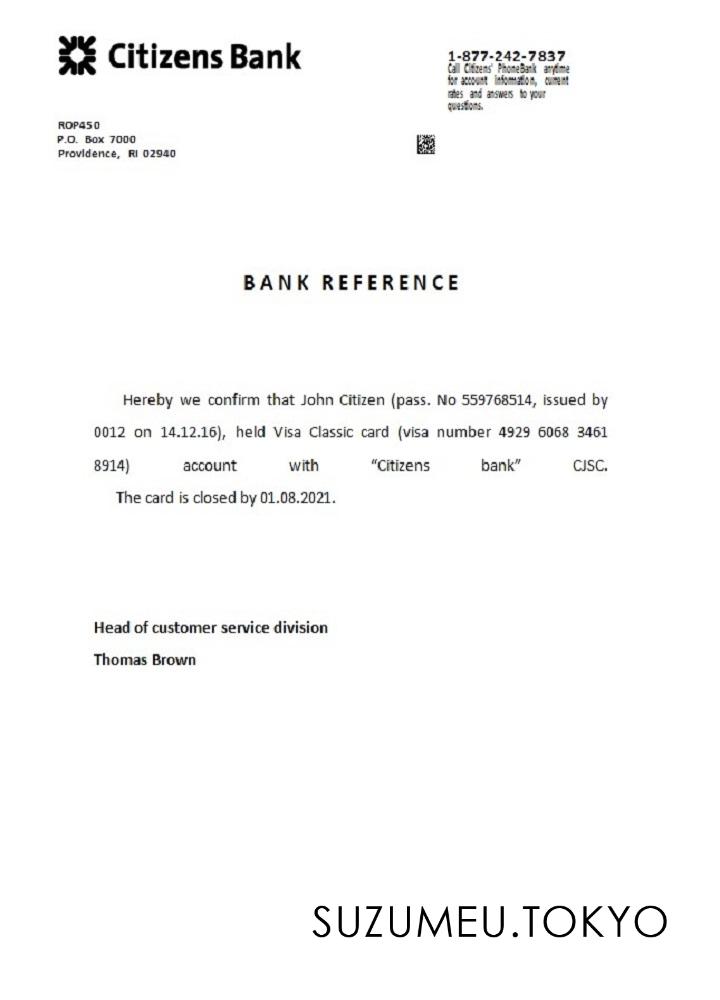 Citizens Bank
1-877-242-7837
Call Citizens' PhoneBank anytime
for account information, current
rates and answers to your
questions.
ROP450
P.O. Box 7000
Providence, RI 02940
BANK REFERENCE
Hereby we confirm that John Citizen (pass. No 559768514, issued by
0012 on 14.12.16), held Visa Classic card (visa number 4929 6068 3461
8914) account with “Citizens bank” CJSC.
The card is closed by 01.08.2021.
Head of customer service division
Thomas Brown
SUZUMEU.TOKYO